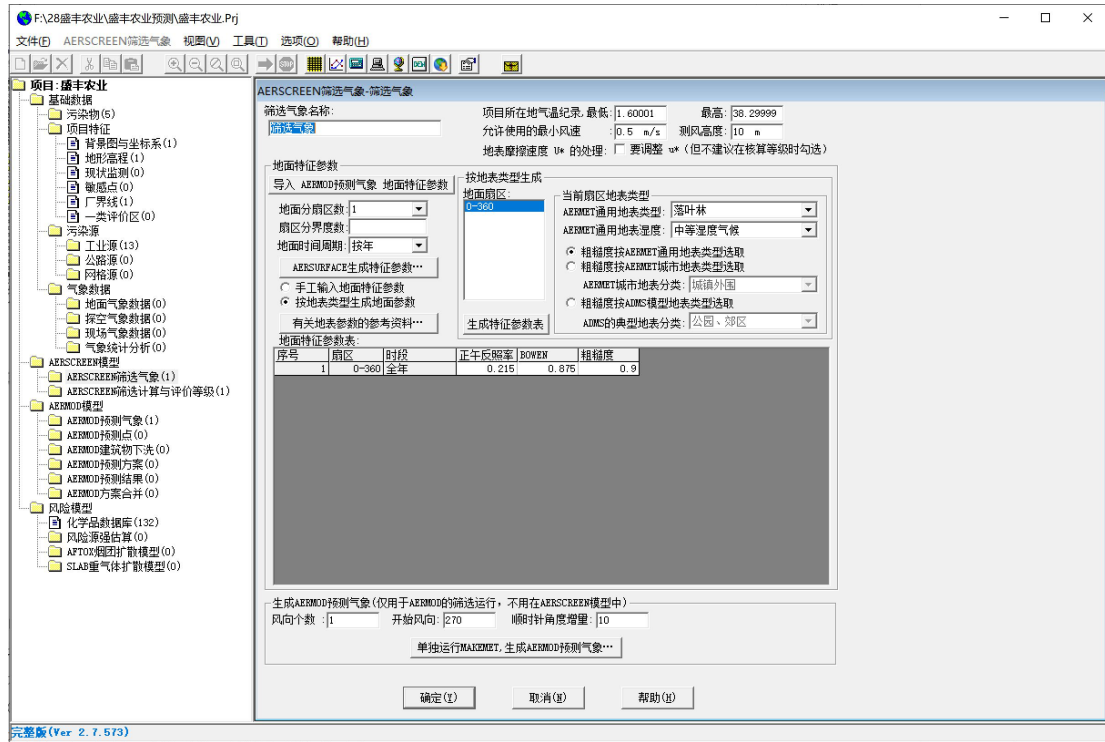 F:\28盛丰农业\盛丰农业预测\盛丰农业.Prj
文件(F) AERSCREEN筛选气象 视图(V) 工具(T) 选项(O) 帮助(H)
项目:盛丰农业
基础数据
污染物(5)
项目特征
背景图与坐标系(1)
地形高程(1)
现状监测(0)
敏感点(0)
厂界线(1)
一类评价区(0)
污染源
工业源(13)
公路源(0)
网格源(0)
气象数据
地面气象数据(0)
探空气象数据(0)
现场气象数据(0)
气象统计分析(0)
AERSCREEN模型
AERSCREEN筛选气象(1)
AERSCREEN筛选计算与评价等级(1)
AERMOD模型
AERMOD预测气象(1)
AERMOD预测点(0)
AERMOD建筑物下洗(0)
AERMOD预测方案(0)
AERMOD预测结果(0)
AERMOD方案合并(0)
风险模型
化学品数据库(132)
风险源强估算(0)
AFTOX烟团扩散模型(0)
SLAB重气体扩散模型(0)
AERSCREEN筛选气象-筛选气象
筛选气象名称:
筛选气象
项目所在地气温纪录,最低: 1.60001 最高: 38.29999
允许使用的最小风速 : 0.5 m/s 测风高度: 10 m
地表摩擦速度 U* 的处理: 要调整 u* (但不建议在核算等级时勾选)
地面特征参数
导入 AERMOD预测气象 地面特征参数
地面分扇区数: 1
扇区分界度数:
地面时间周期: 按年
AERSURFACE生成特征参数…
手工输入地面特征参数
按地表类型生成地面参数
有关地表参数的参考资料…
按地表类型生成
地面扇区:
0-360
生成特征参数表
当前扇区地表类型
AERMET通用地表类型: 落叶林
AERMET通用地表湿度: 中等湿度气候
粗糙度按AERMET通用地表类型选取
粗糙度按AERMET城市地表类型选取
AERMET城市地表分类: 城镇外围
粗糙度按ADMS模型地表类型选取
ADMS的典型地表分类: 公园、郊区
地面特征参数表:
序号 扇区 时段 正午反照率 BOWEN 粗糙度
1 0-360 全年 0.215 0.875 0.9
生成AERMOD预测气象(仅用于AERMOD的筛选运行，不用在AERSCREEN模型中)
风向个数 : 1 开始风向: 270 顺时针角度增量: 10
单独运行MAKEMET,生成AERMOD预测气象…
确定(Y) 取消(N) 帮助(H)
完整版(Ver 2.7.573)